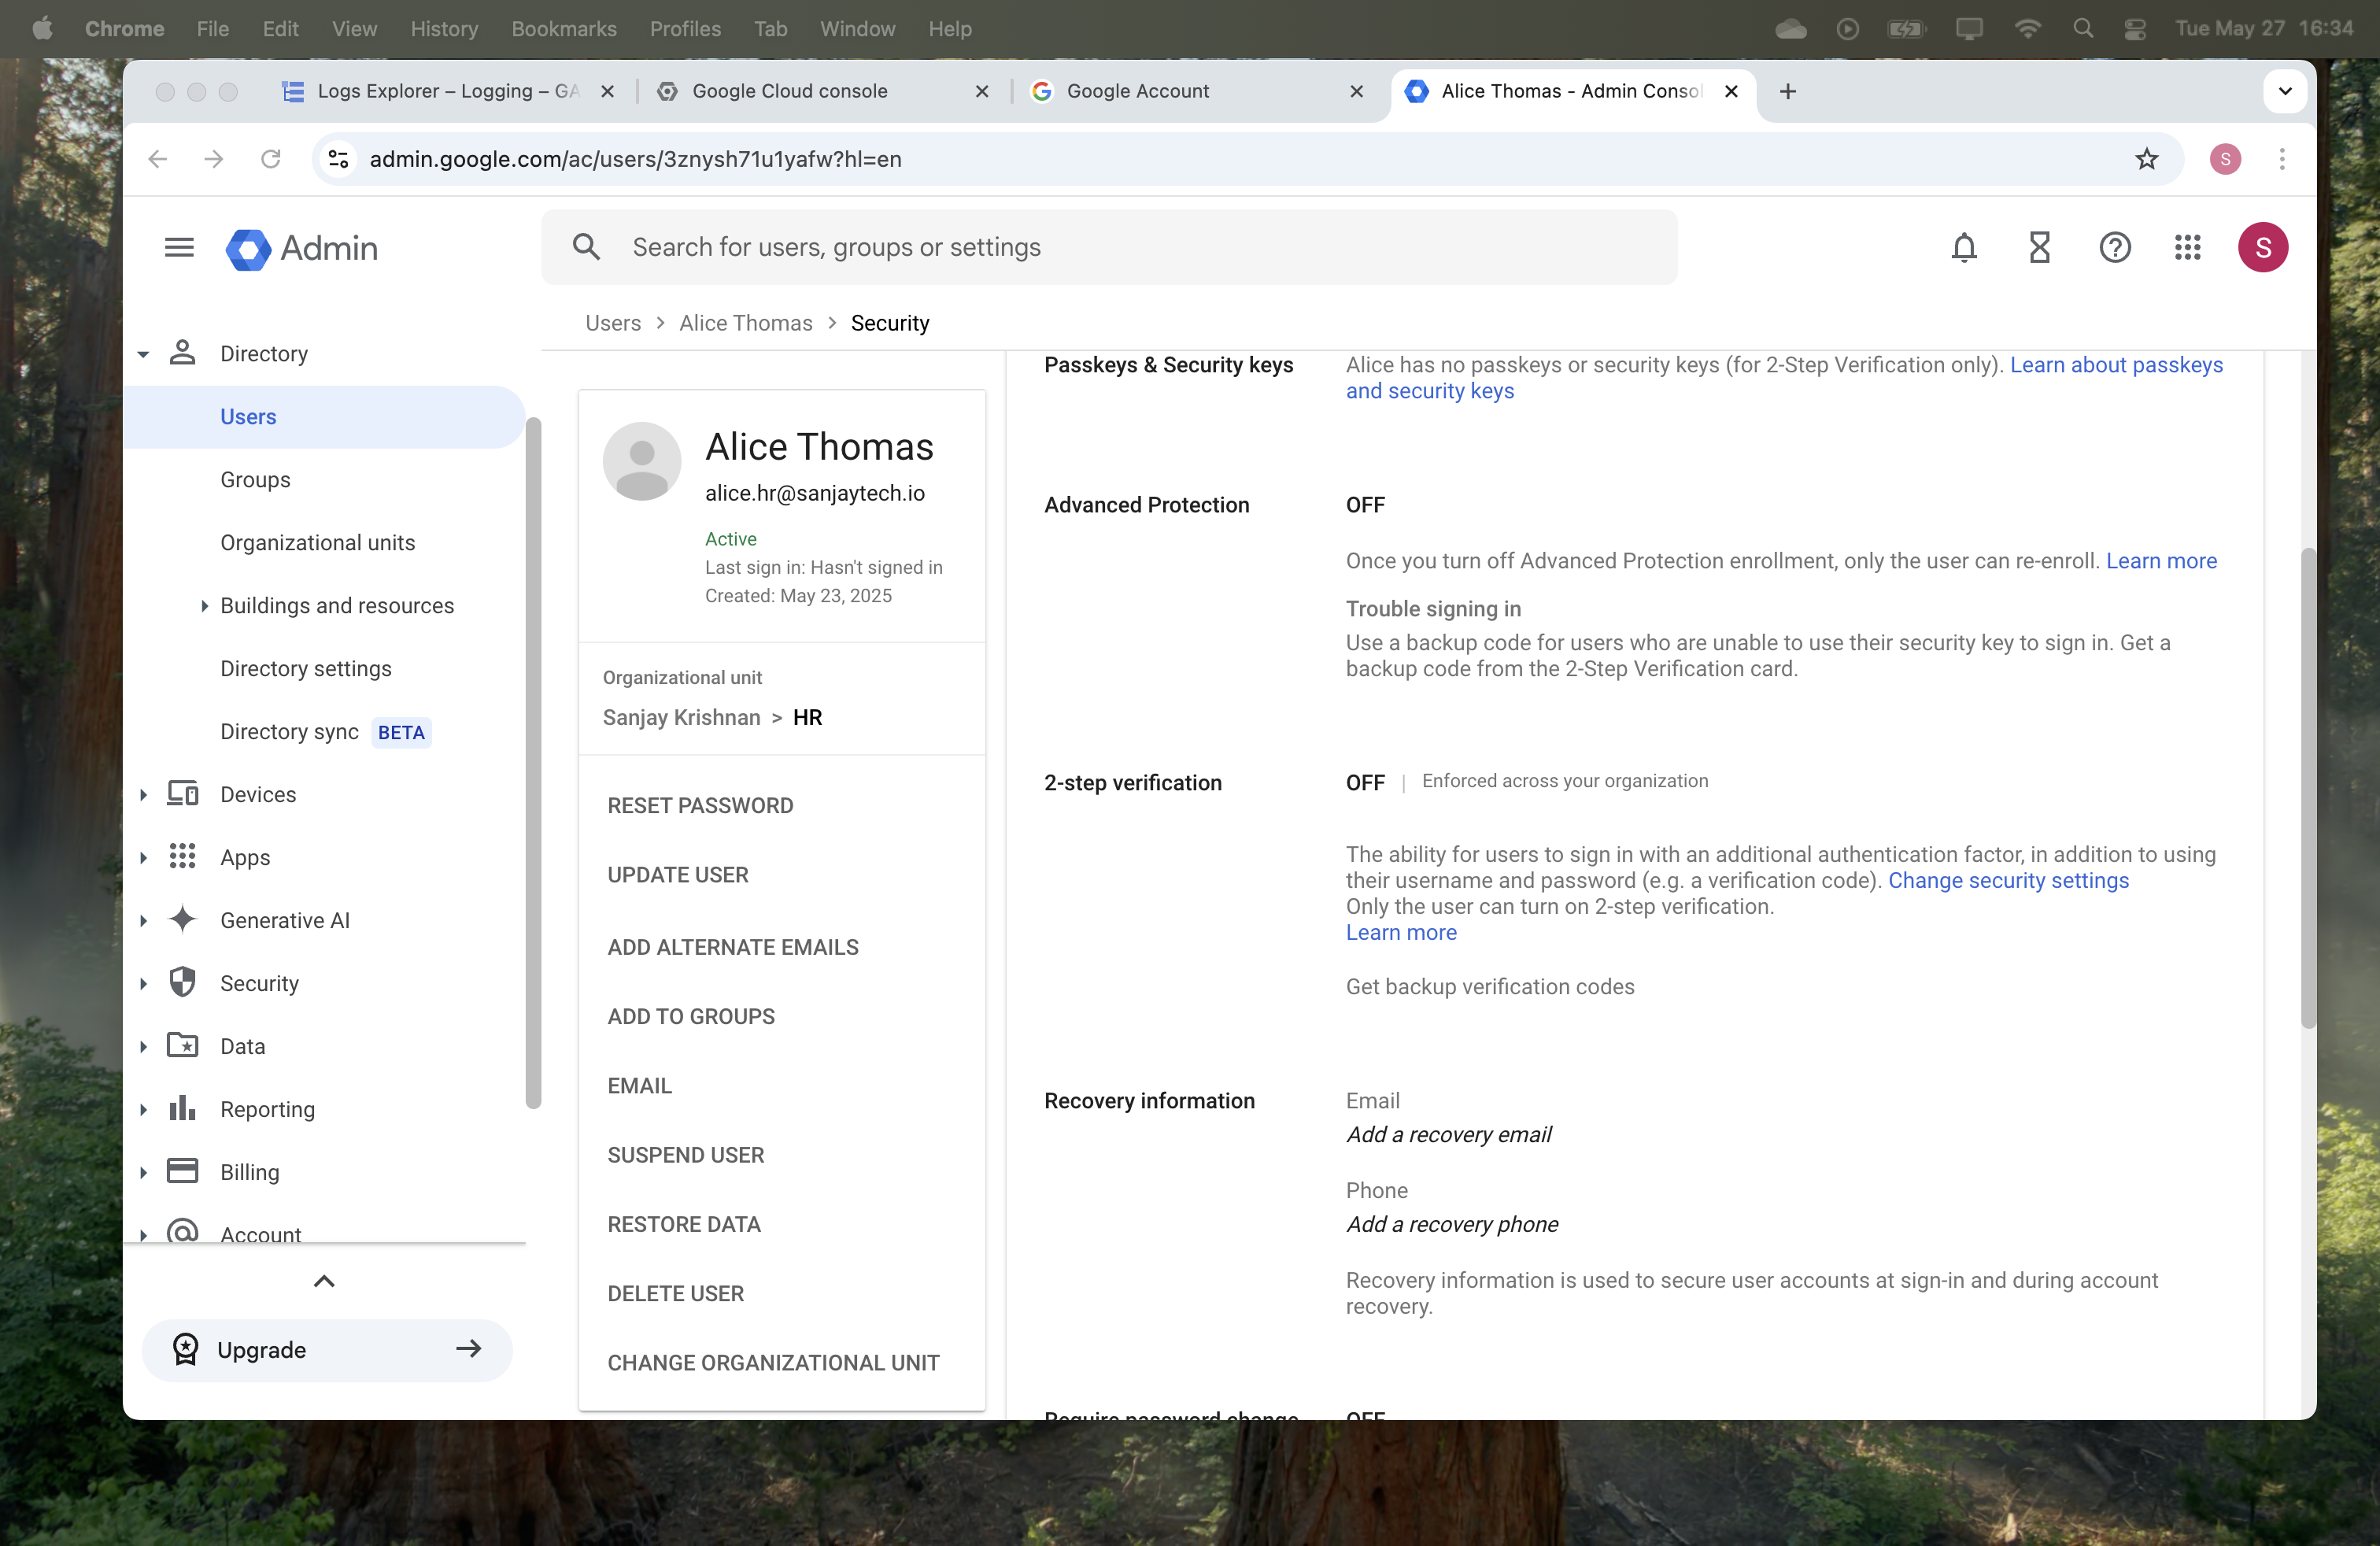 Chrome File Edit View History Bookmarks Profiles Tab Window Help Tue May 27 16:34
Logs Explorer – Logging – GA
Google Cloud console
Google Account
Alice Thomas - Admin Consol
admin.google.com/ac/users/3znysh71u1yafw?hl=en
S
Admin
Search for users, groups or settings
S
Users > Alice Thomas > Security
Directory
Users
Groups
Organizational units
Buildings and resources
Directory settings
Directory sync BETA
Devices
Apps
Generative AI
Security
Data
Reporting
Billing
Account
Upgrade
Alice Thomas
alice.hr@sanjaytech.io
Active
Last sign in: Hasn't signed in
Created: May 23, 2025
Organizational unit
Sanjay Krishnan > HR
RESET PASSWORD
UPDATE USER
ADD ALTERNATE EMAILS
ADD TO GROUPS
EMAIL
SUSPEND USER
RESTORE DATA
DELETE USER
CHANGE ORGANIZATIONAL UNIT
Passkeys & Security keys
Alice has no passkeys or security keys (for 2-Step Verification only). Learn about passkeys
and security keys
Advanced Protection
OFF
Once you turn off Advanced Protection enrollment, only the user can re-enroll. Learn more
Trouble signing in
Use a backup code for users who are unable to use their security key to sign in. Get a
backup code from the 2-Step Verification card.
2-step verification
OFF | Enforced across your organization
The ability for users to sign in with an additional authentication factor, in addition to using
their username and password (e.g. a verification code). Change security settings
Only the user can turn on 2-step verification.
Learn more
Get backup verification codes
Recovery information
Email
Add a recovery email
Phone
Add a recovery phone
Recovery information is used to secure user accounts at sign-in and during account
recovery.
Require password change
OFF